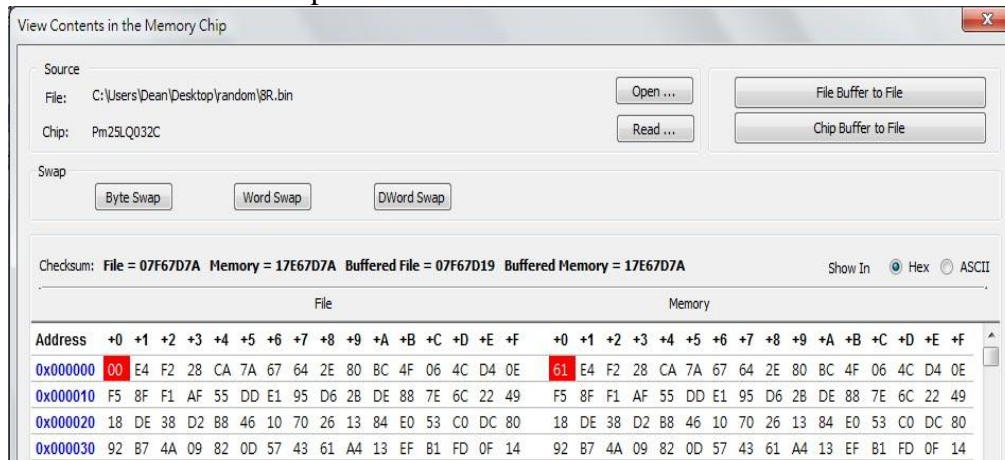 View Contents in the Memory Chip
Source
File: C:\Users\Dean\Desktop\random\8R.bin
Open ...
File Buffer to File
Chip: Pm25LQ032C
Read ...
Chip Buffer to File
Swap
Byte Swap Word Swap DWord Swap
Checksum: File = 07F67D7A Memory = 17E67D7A Buffered File = 07F67D19 Buffered Memory = 17E67D7A Show In Hex ASCII
File Memory
Address +0 +1 +2 +3 +4 +5 +6 +7 +8 +9 +A +B +C +D +E +F +0 +1 +2 +3 +4 +5 +6 +7 +8 +9 +A +B +C +D +E +F
0x000000 00 E4 F2 28 CA 7A 67 64 2E 80 BC 4F 06 4C D4 0E 61 E4 F2 28 CA 7A 67 64 2E 80 BC 4F 06 4C D4 0E
0x000010 F5 8F F1 AF 55 DD E1 95 D6 2B DE 88 7E 6C 22 49 F5 8F F1 AF 55 DD E1 95 D6 2B DE 88 7E 6C 22 49
0x000020 18 DE 38 D2 B8 46 10 70 26 13 84 E0 53 C0 DC 80 18 DE 38 D2 B8 46 10 70 26 13 84 E0 53 C0 DC 80
0x000030 92 B7 4A 09 82 0D 57 43 61 A4 13 EF B1 FD 0F 14 92 B7 4A 09 82 0D 57 43 61 A4 13 EF B1 FD 0F 14